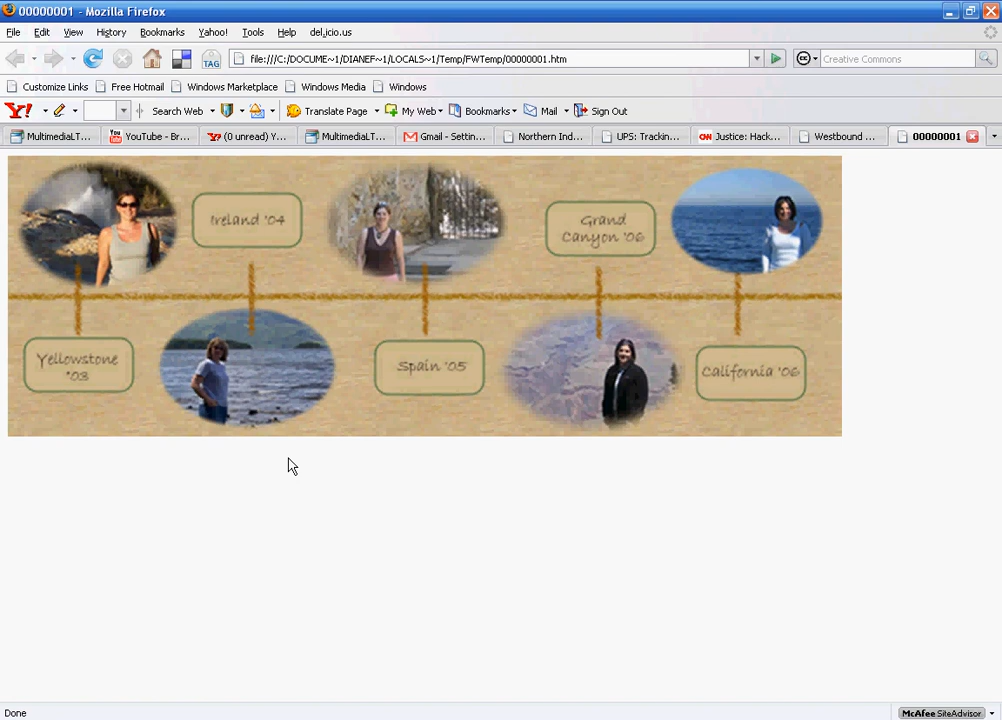 00000001 - Mozilla Firefox
File Edit View History Bookmarks Yahoo! Tools Help del.icio.us
TAG file:///C:/DOCUME~1/DIANEF~1/LOCALS~1/Temp/FWTemp/00000001.htm cc Creative Commons
Customize Links Free Hotmail Windows Marketplace Windows Media Windows
Y! Search Web Translate Page My Web Bookmarks Mail Sign Out
MultimediaLT... YouTube - Br... (0 unread) Y... MultimediaLT... Gmail - Settin... Northern Ind... UPS: Trackin... CNN Justice: Hack... Westbound ... 00000001
Ireland '04
Grand
Canyon '06
Yellowstone
'03
Spain '05
California '06
Done McAfee SiteAdvisor